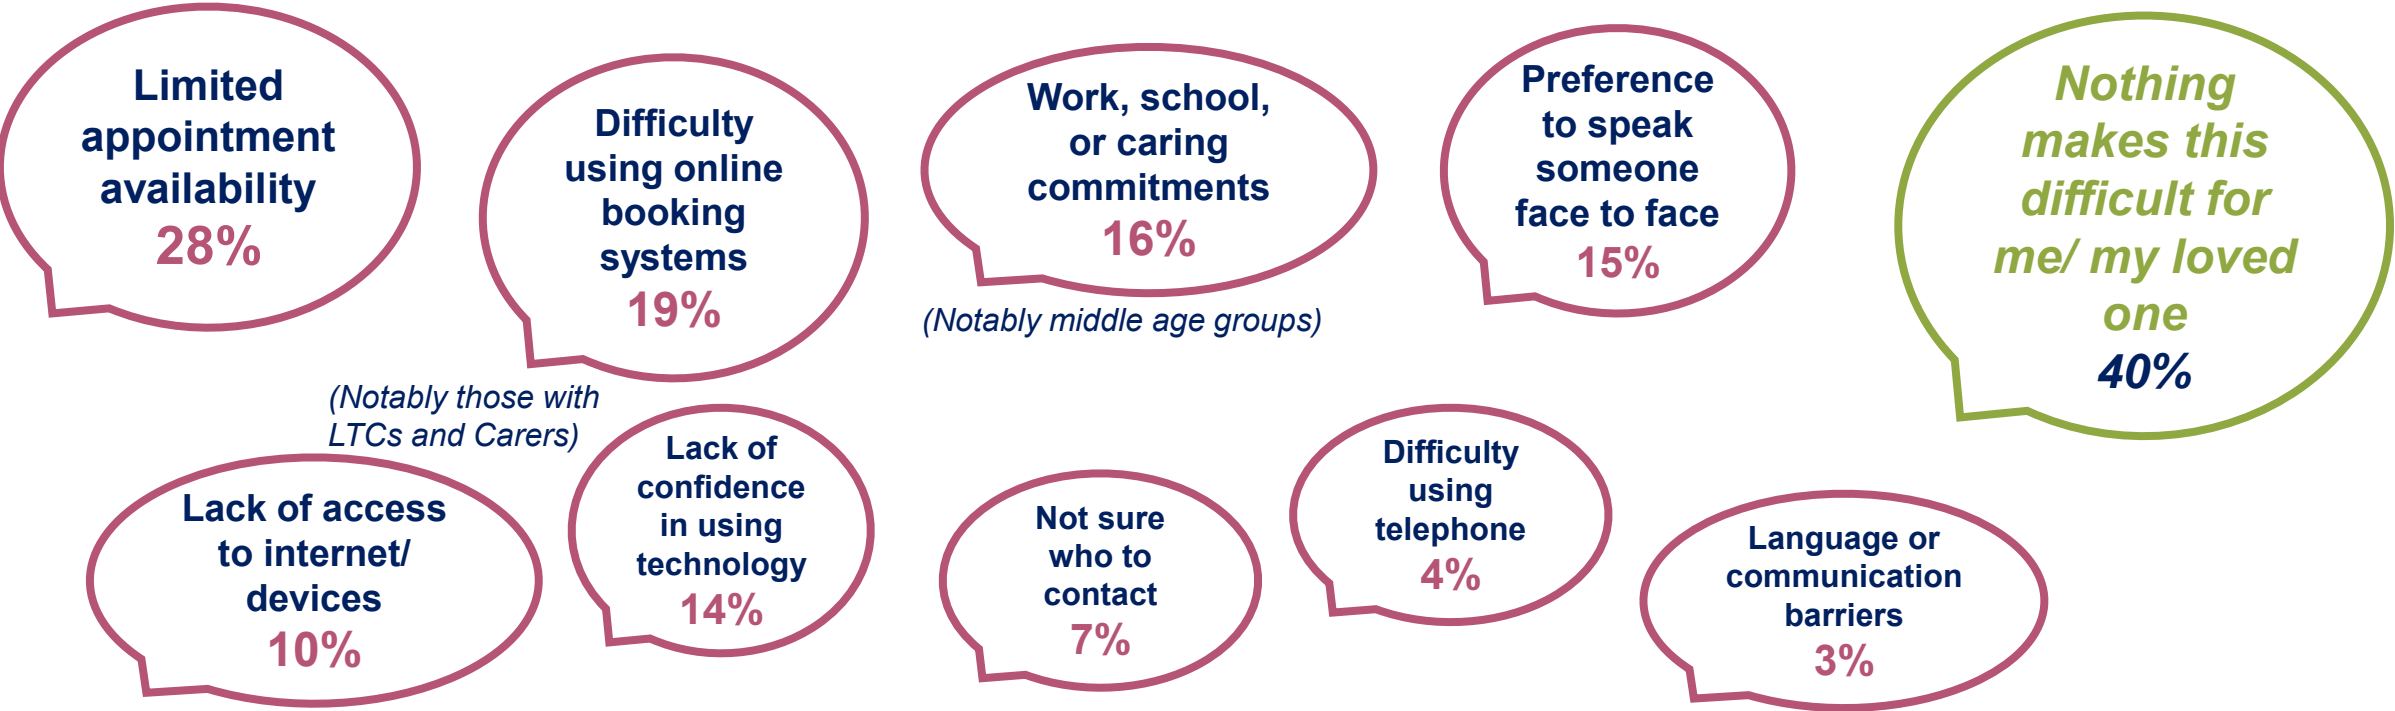 Limited
appointment
availability
28%
Difficulty
using online
booking
systems
19%
(Notably those with
LTCs and Carers)
Work, school,
or caring
commitments
16%
(Notably middle age groups)
Preference
to speak
someone
face to face
15%
Nothing
makes this
difficult for
me/ my loved
one
40%
Lack of access
to internet/
devices
10%
Lack of
confidence
in using
technology
14%
Not sure
who to
contact
7%
Difficulty
using
telephone
4%
Language or
communication
barriers
3%